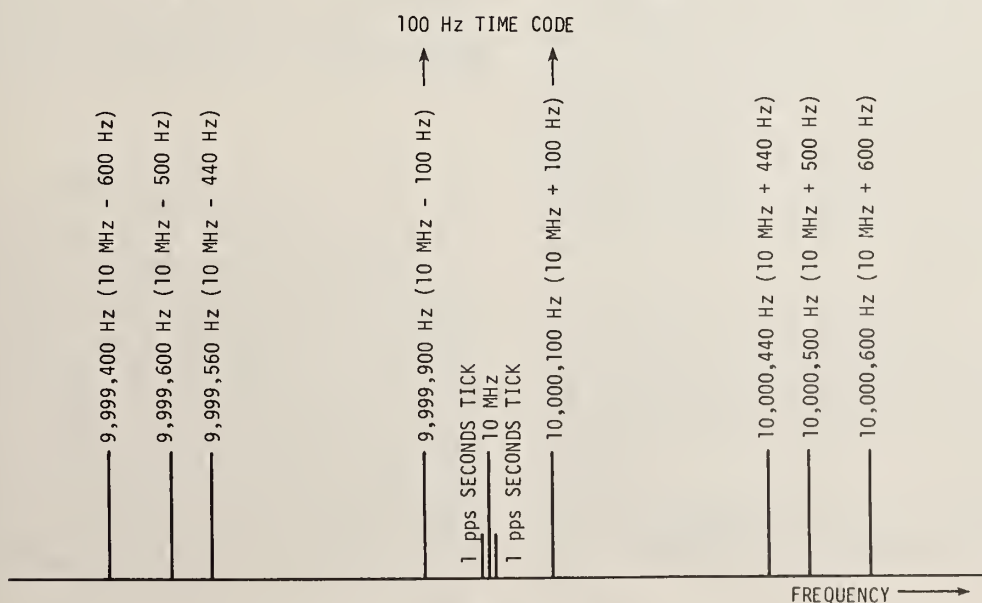 100 Hz TIME CODE
9,999,400 Hz (10 MHz - 600 Hz)
9,999,600 Hz (10 MHz - 500 Hz)
9,999,560 Hz (10 MHz - 440 Hz)
9,999,900 Hz (10 MHz - 100 Hz)
1 pps SECONDS TICK
10 MHz
1 pps SECONDS TICK
10,000,100 Hz (10 MHz + 100 Hz)
10,000,440 Hz (10 MHz + 440 Hz)
10,000,500 Hz (10 MHz + 500 Hz)
10,000,600 Hz (10 MHz + 600 Hz)
FREQUENCY